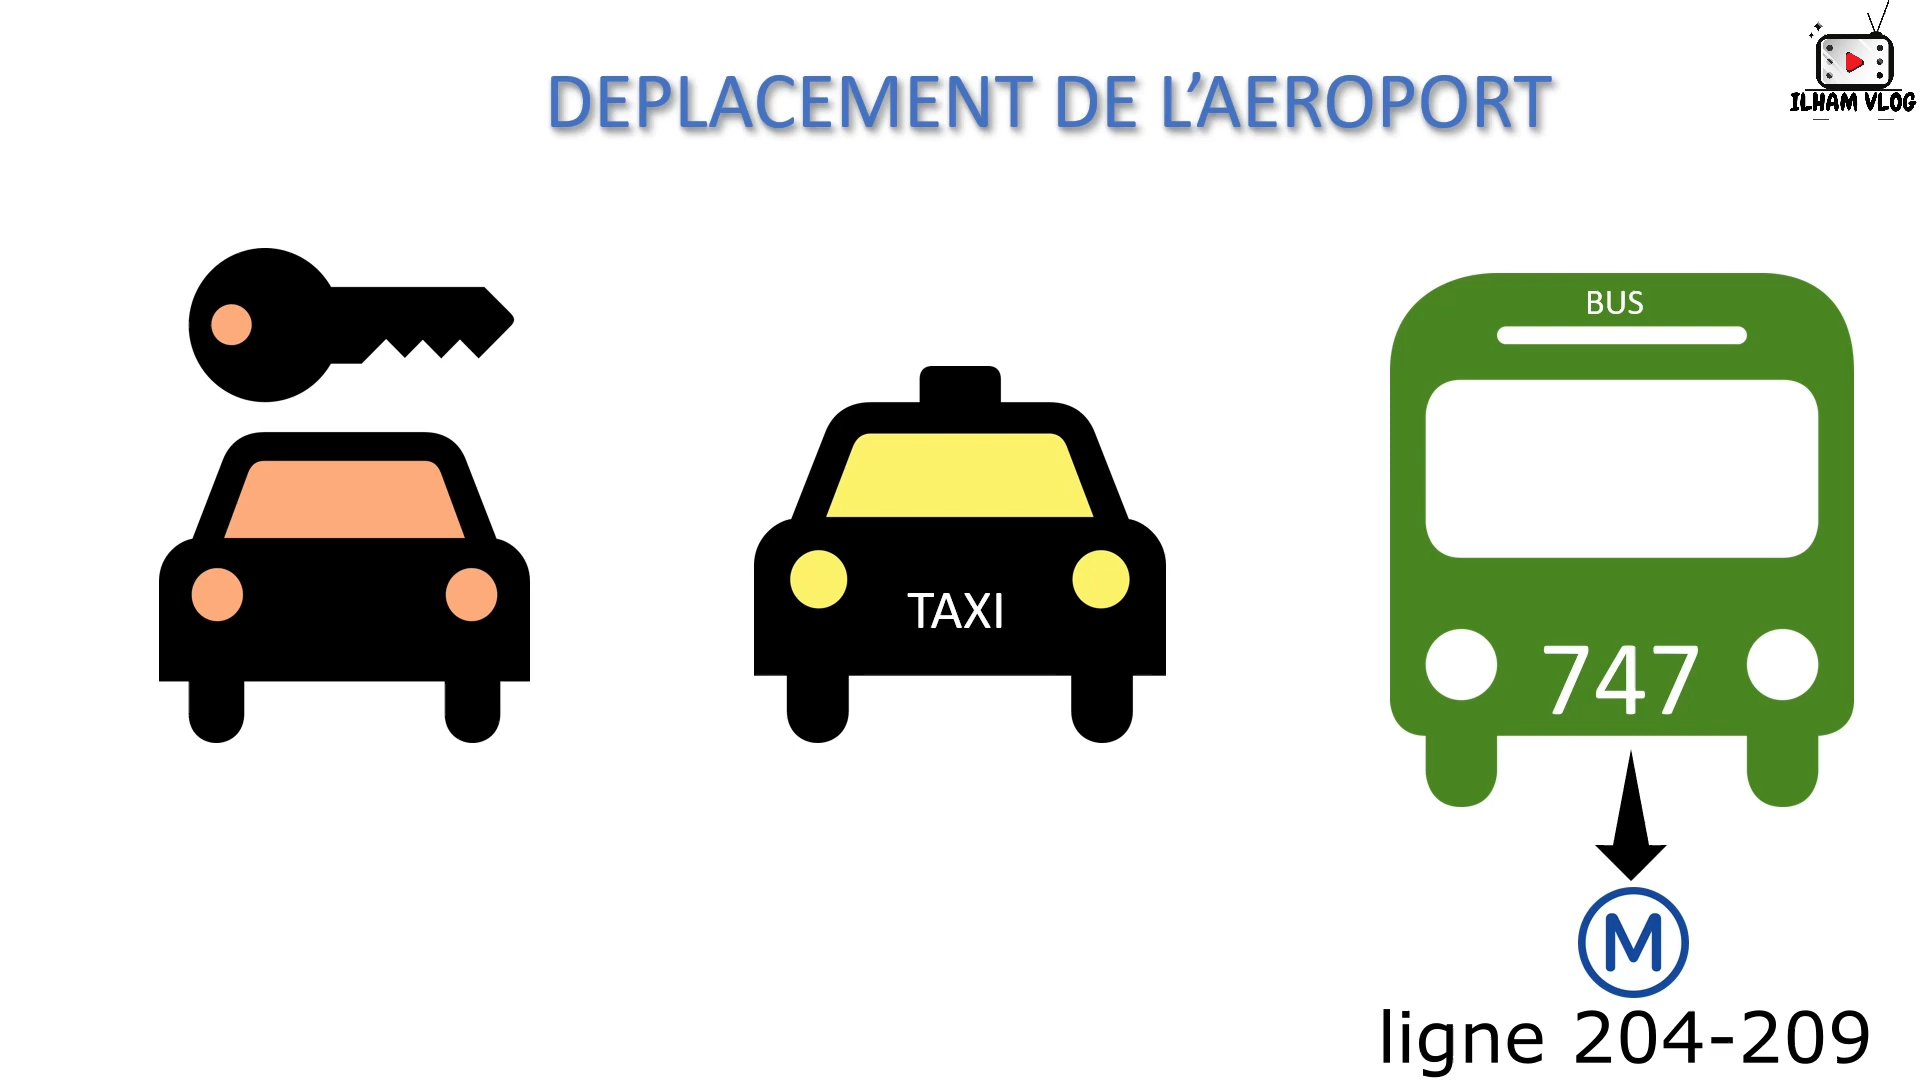 DEPLACEMENT DE L'AEROPORT
ILHAM VLOG
TAXI
BUS
747
M
ligne 204-209